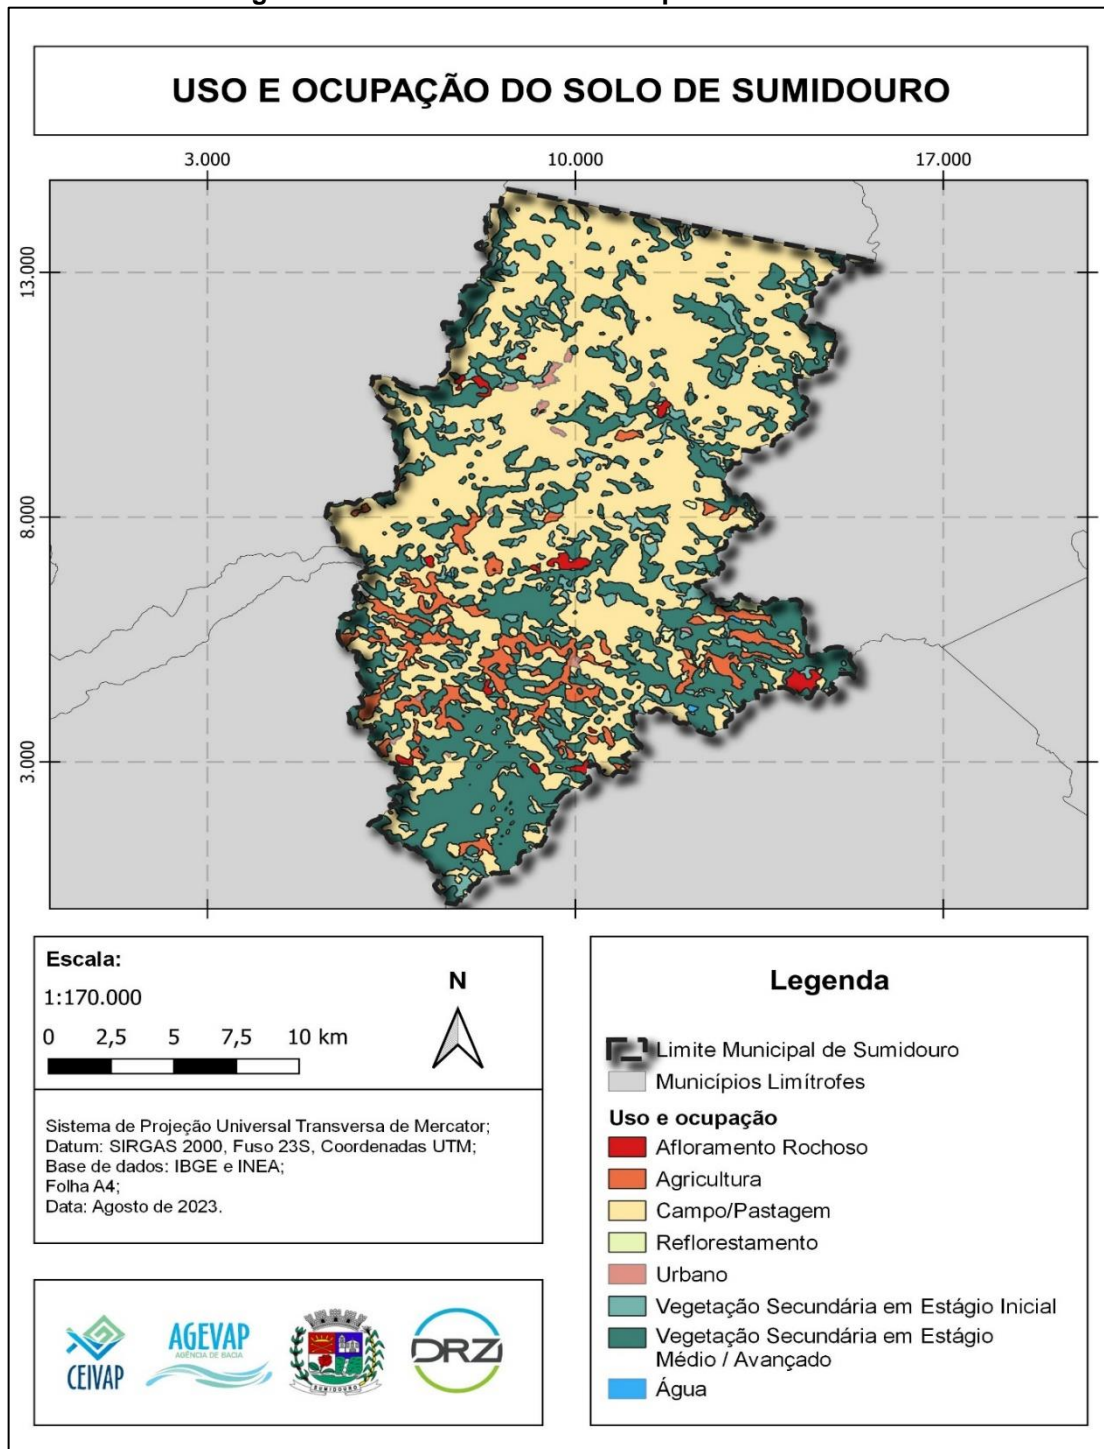 USO E OCUPAÇÃO DO SOLO DE SUMIDOURO
3.000 10.000 17.000
13.000
8.000
3.000
Escala:
1:170.000
0 2,5 5 7,5 10 km
N
Sistema de Projeção Universal Transversa de Mercator;
Datum: SIRGAS 2000, Fuso 23S, Coordenadas UTM;
Base de dados: IBGE e INEA;
Folha A4;
Data: Agosto de 2023.
CEIVAP
AGEVAP
AGÊNCIA DE BACIA
SUMIDOURO
DRZ
Legenda
Limite Municipal de Sumidouro
Municípios Limítrofes
Uso e ocupação
Afloramento Rochoso
Agricultura
Campo/Pastagem
Reflorestamento
Urbano
Vegetação Secundária em Estágio Inicial
Vegetação Secundária em Estágio
Médio / Avançado
Água